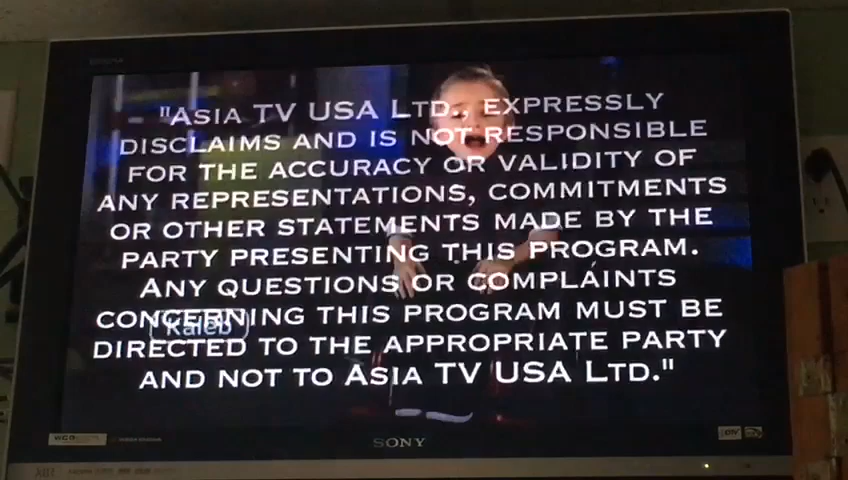 "ASIA TV USA LTD., EXPRESSLY
DISCLAIMS AND IS NOT RESPONSIBLE
FOR THE ACCURACY OR VALIDITY OF
ANY REPRESENTATIONS, COMMITMENTS
OR OTHER STATEMENTS MADE BY THE
PARTY PRESENTING THIS PROGRAM.
ANY QUESTIONS OR COMPLAINTS
CONCERNING THIS PROGRAM MUST BE
Kaleb
DIRECTED TO THE APPROPRIATE PARTY
AND NOT TO ASIA TV USA LTD."
SONY